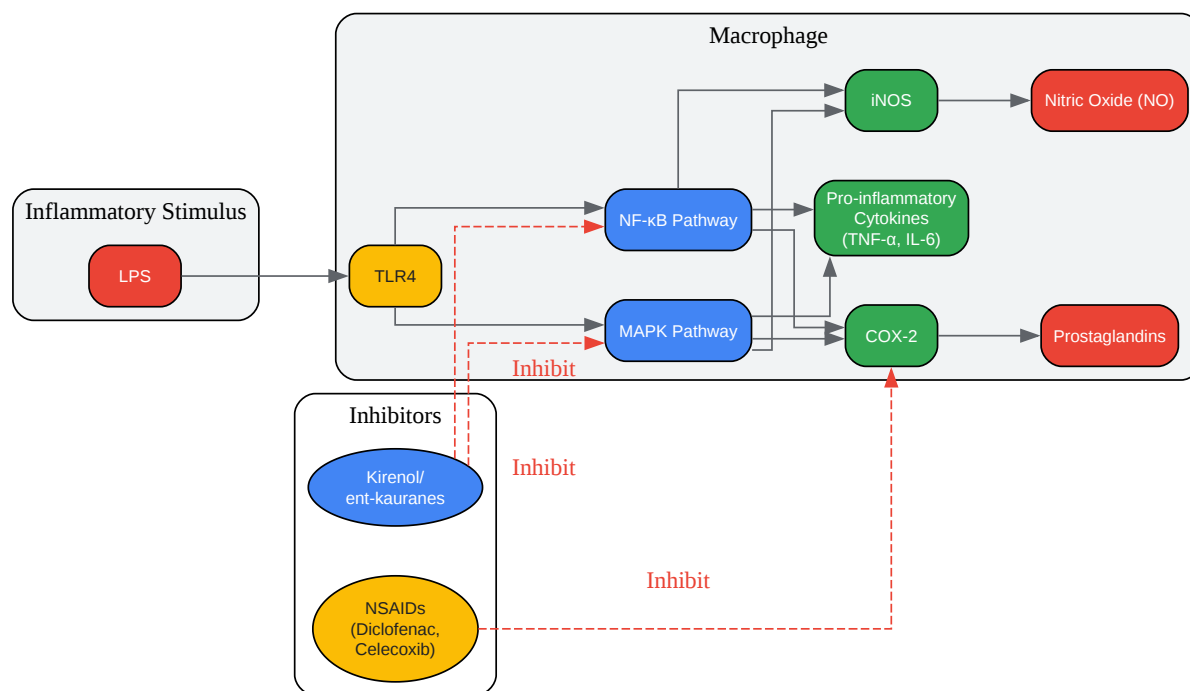 Macrophage
iNOS
Nitric Oxide (NO)
Inflammatory Stimulus
LPS
TLR4
NF-κB Pathway
Pro-inflammatory
Cytokines
(TNF-α, IL-6)
MAPK Pathway
COX-2
Prostaglandins
Inhibit
Inhibitors
Kirenol/
ent-kauranes
Inhibit
NSAIDs
(Diclofenac,
Celecoxib)
Inhibit